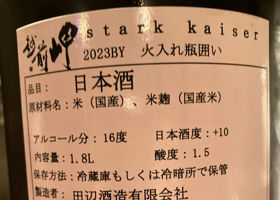 越前岬
stark kaiser
2023BY 火入れ瓶囲い
品目: 日本酒
原材料名:米(国産)、米麹(国産米)
アルコール分:16度 日本酒度:+10
内容量:1.8L 酸度:1.5
保存方法:冷蔵庫もしくは冷暗所で保管
製造者:田辺酒造有限会社